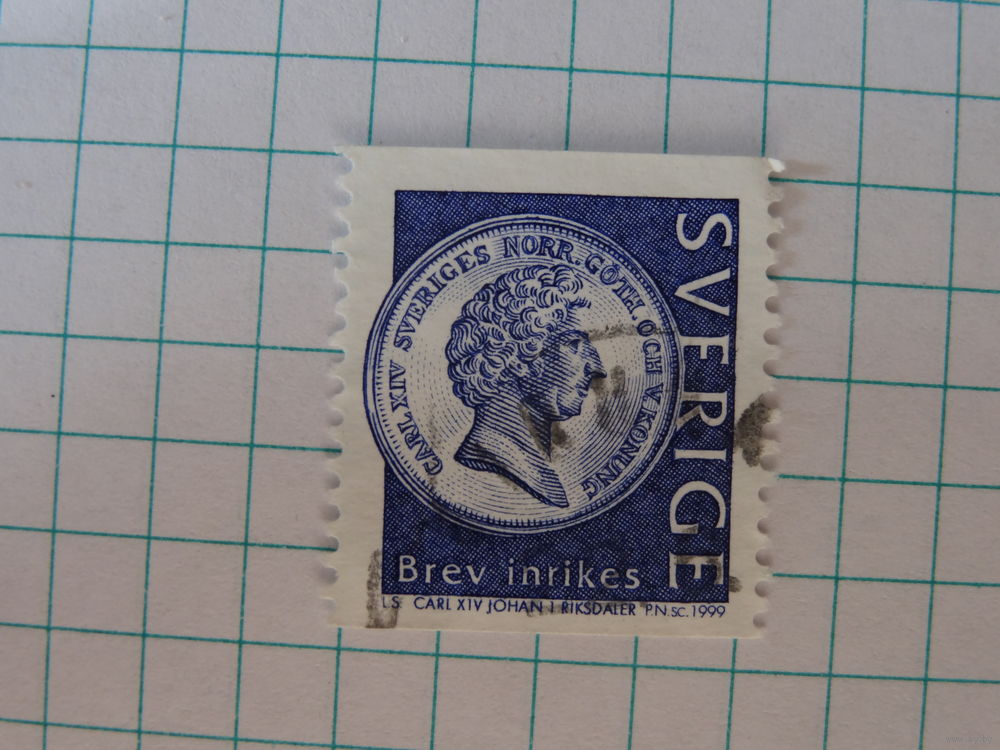 CARL XIV SVERIGES NORR. GÖTH. OCH V KONUNG
SVERIGE
Brev inrikes
LS CARL XIV JOHAN 1 RIKSDALER P.N.SC.1999